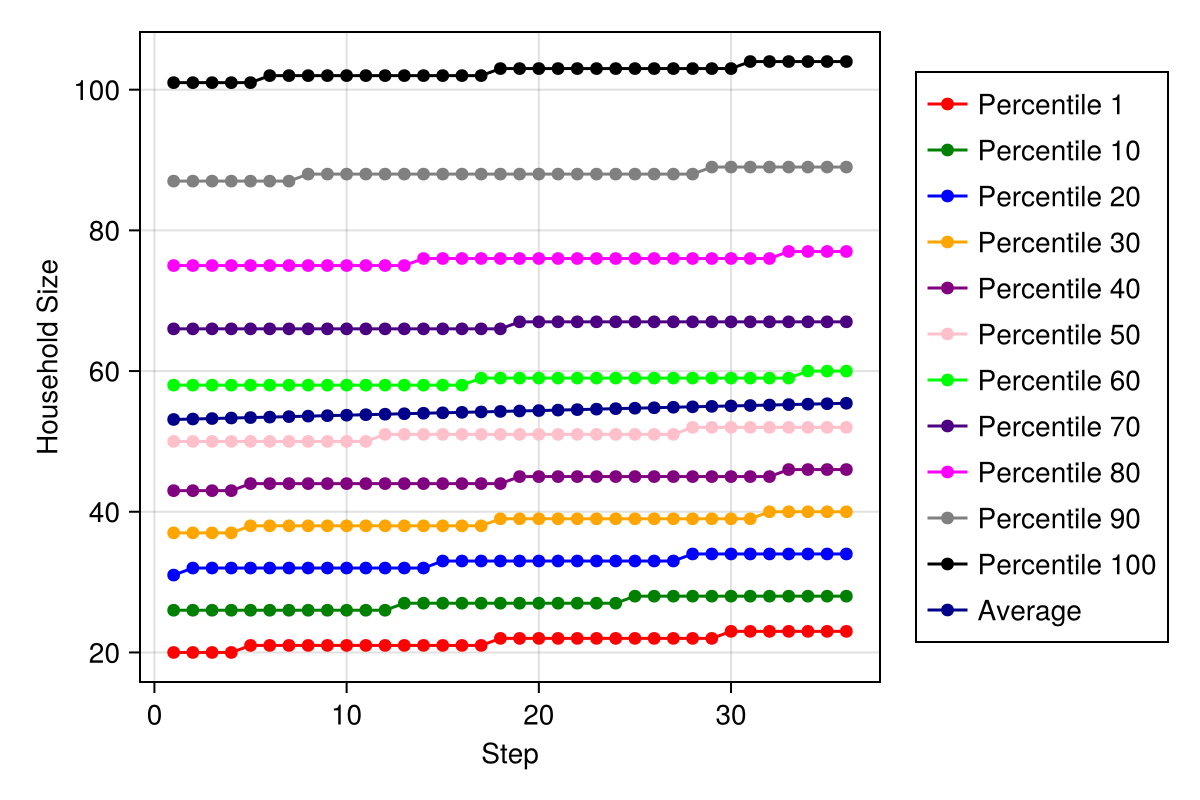 100
80
60
40
20
Household Size
0 10 20 30
Step
Percentile 1
Percentile 10
Percentile 20
Percentile 30
Percentile 40
Percentile 50
Percentile 60
Percentile 70
Percentile 80
Percentile 90
Percentile 100
Average